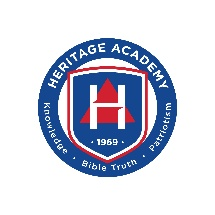 HERITAGE ACADEMY
H
· 1969 ·
Knowledge · Bible Truth · Patriotism